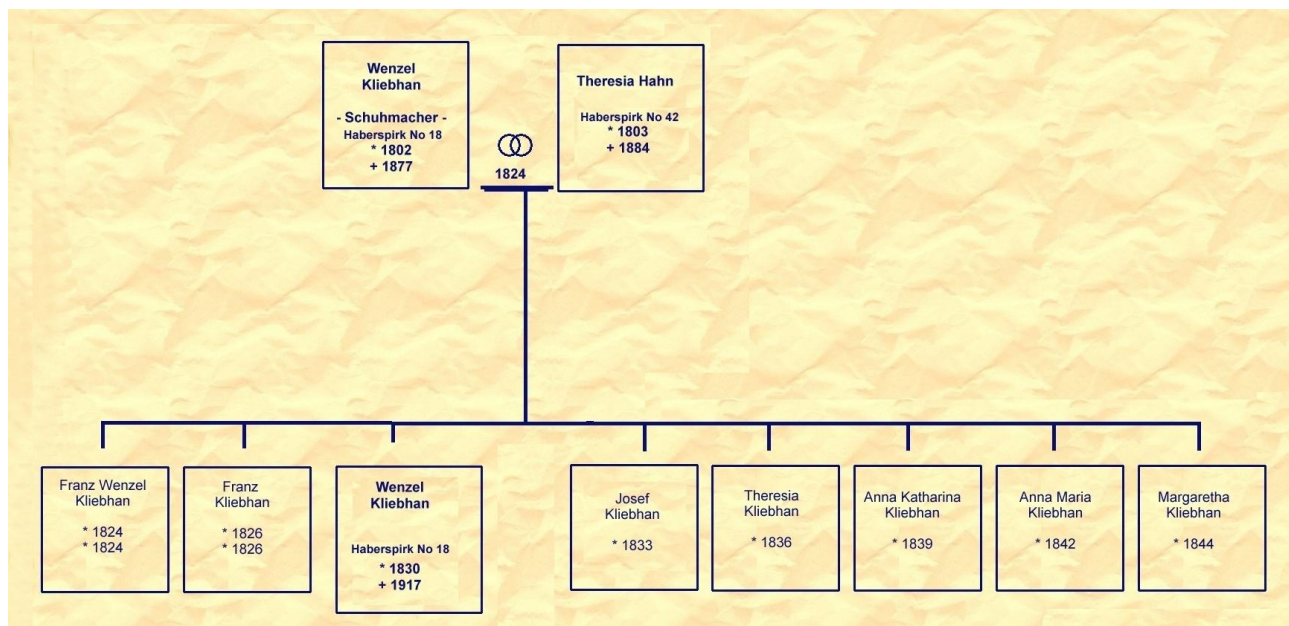 Wenzel
Kliebhan
- Schuhmacher -
Haberspirk No 18
* 1802
+ 1877
1824
Theresia Hahn
Haberspirk No 42
* 1803
+ 1884
Franz Wenzel
Kliebhan
* 1824
* 1824
Franz
Kliebhan
* 1826
* 1826
Wenzel
Kliebhan
Haberspirk No 18
* 1830
+ 1917
Josef
Kliebhan
* 1833
Theresia
Kliebhan
* 1836
Anna Katharina
Kliebhan
* 1839
Anna Maria
Kliebhan
* 1842
Margaretha
Kliebhan
* 1844